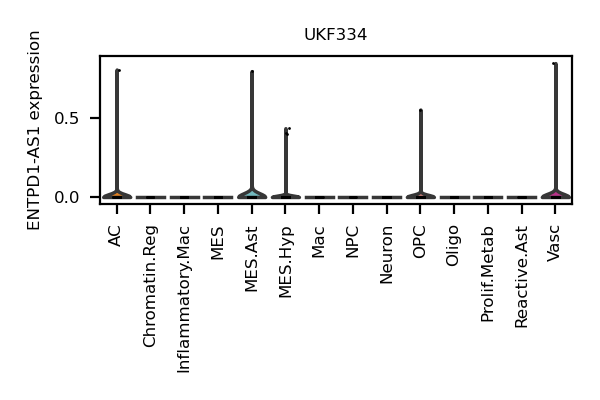 UKF334
ENTPD1-AS1 expression
0.5
0.0
AC
Chromatin.Reg
Inflammatory.Mac
MES
MES.Ast
MES.Hyp
Mac
NPC
Neuron
OPC
Oligo
Prolif.Metab
Reactive.Ast
Vasc